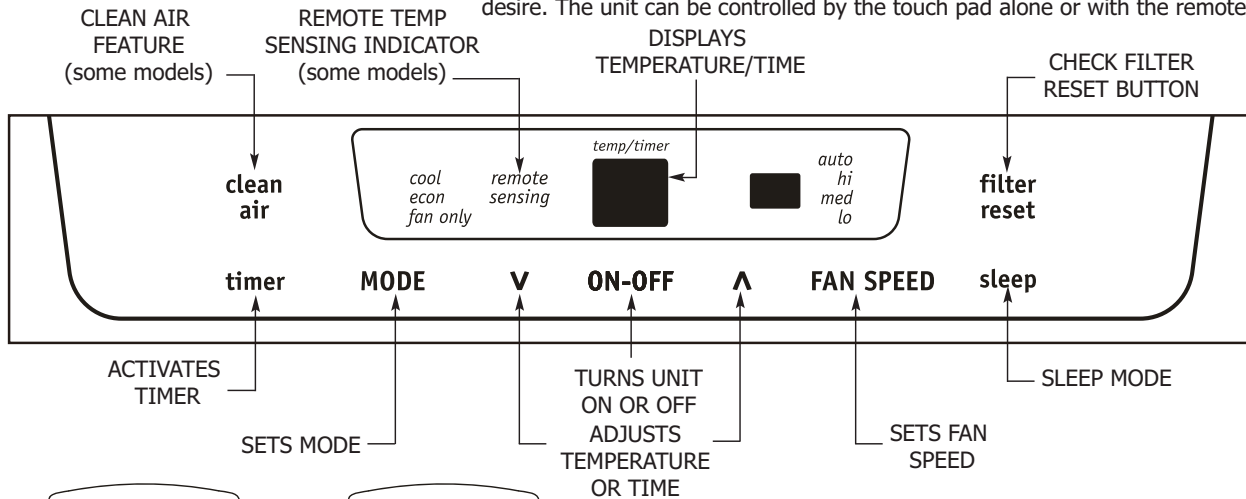 desire. The unit can be controlled by the touch pad alone or with the remote
CLEAN AIR
FEATURE
(some models)
REMOTE TEMP
SENSING INDICATOR
(some models)
DISPLAYS
TEMPERATURE/TIME
CHECK FILTER
RESET BUTTON
clean
air
cool
econ
fan only
remote
sensing
temp/timer
auto
hi
med
lo
filter
reset
timer
MODE
V
ON-OFF
Λ
FAN SPEED
sleep
ACTIVATES
TIMER
SETS MODE
TURNS UNIT
ON OR OFF
ADJUSTS
TEMPERATURE
OR TIME
SETS FAN
SPEED
SLEEP MODE